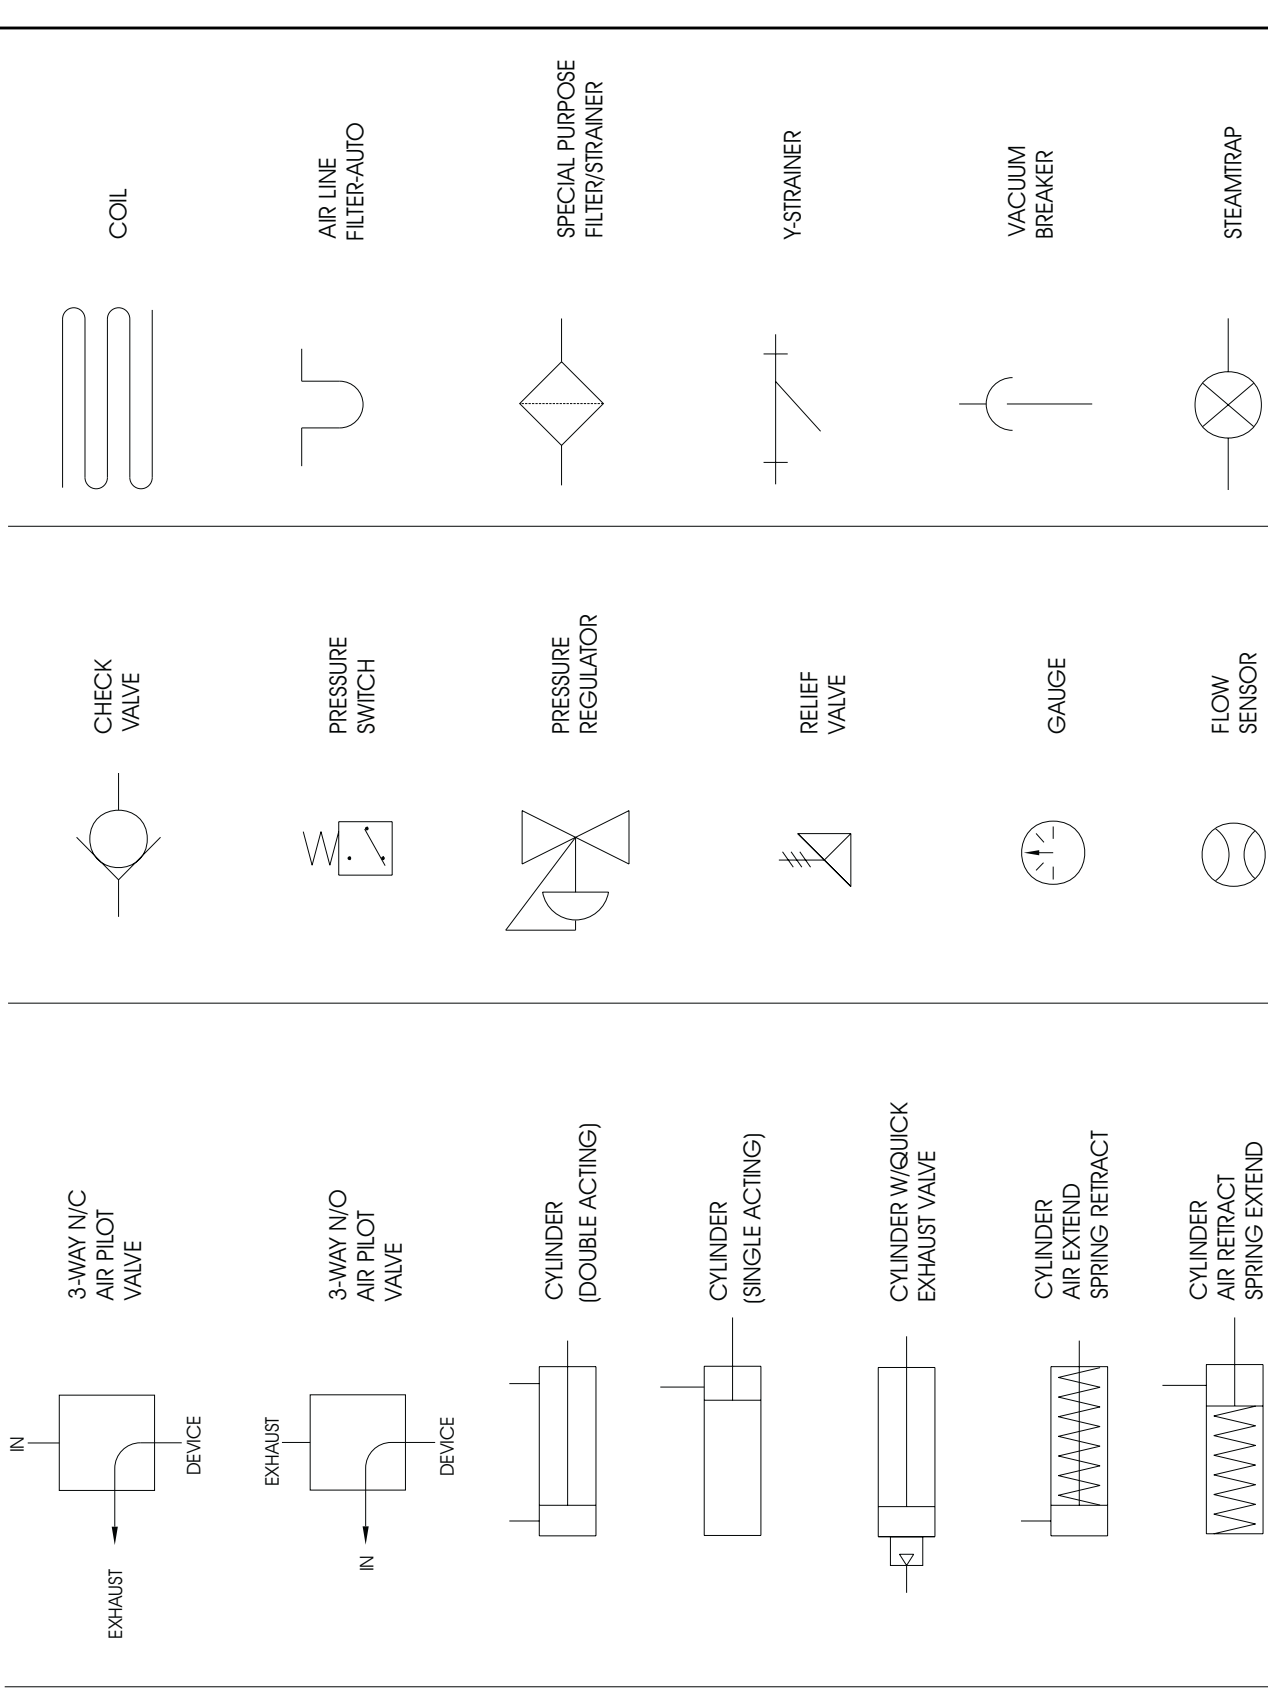 IN
EXHAUST
DEVICE
3-WAY N/C
AIR PILOT
VALVE
EXHAUST
IN
DEVICE
3-WAY N/O
AIR PILOT
VALVE
CYLINDER
(DOUBLE ACTING)
CYLINDER
(SINGLE ACTING)
CYLINDER W/QUICK
EXHAUST VALVE
CYLINDER
AIR EXTEND
SPRING RETRACT
CYLINDER
AIR RETRACT
SPRING EXTEND
CHECK
VALVE
PRESSURE
SWITCH
PRESSURE
REGULATOR
RELIEF
VALVE
GAUGE
FLOW
SENSOR
COIL
AIR LINE
FILTER-AUTO
SPECIAL PURPOSE
FILTER/STRAINER
Y-STRAINER
VACUUM
BREAKER
STEAMTRAP